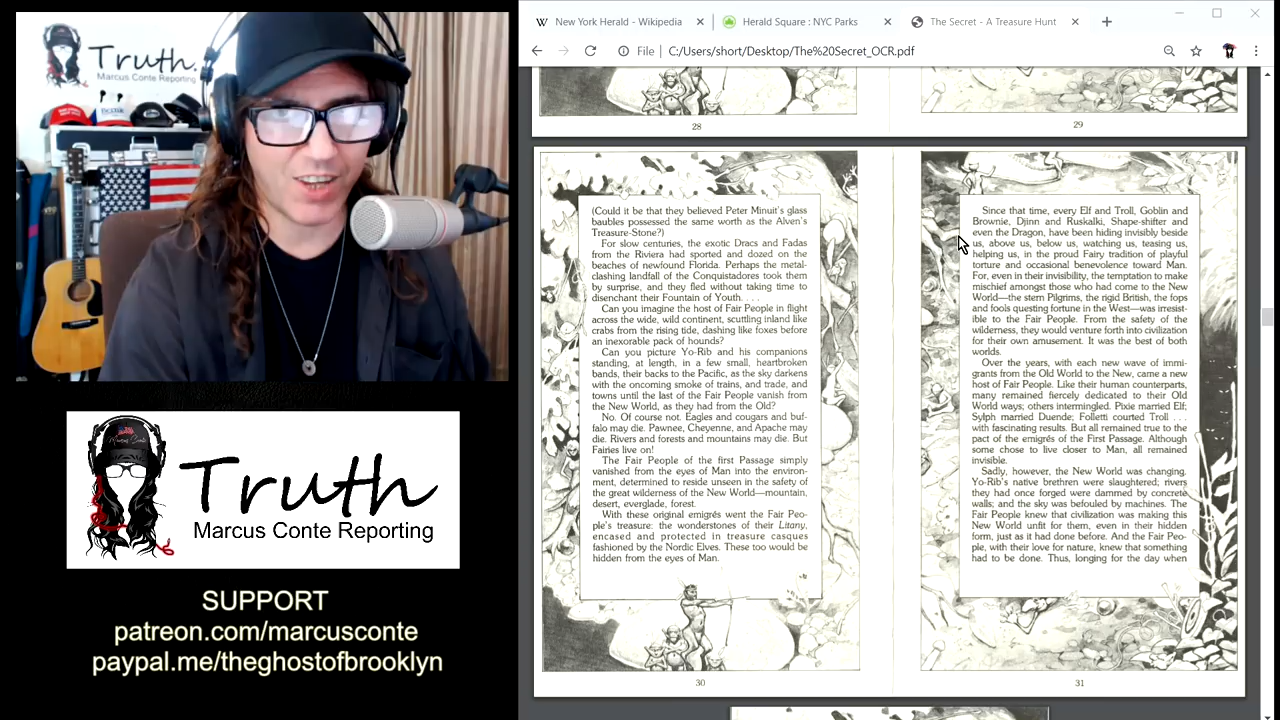 Truth.
Marcus Conte Reporting
Truth
Marcus Conte Reporting
SUPPORT
patreon.com/marcusconte
paypal.me/theghostofbrooklyn
New York Herald - Wikipedia
Herald Square : NYC Parks
The Secret - A Treasure Hunt
File
C:/Users/short/Desktop/The%20Secret_OCR.pdf
28
29
(Could it be that they believed Peter Minuit's glass
baubles possessed the same worth as the Alven's
Treasure-Stone?)
For slow centuries, the exotic Dracs and Fadas
from the Riviera had sported and dozed on the
beaches of newfound Florida. Perhaps the metal-
clashing landfall of the Conquistadores took them
by surprise, and they fled without taking time to
disenchant their Fountain of Youth. . . .
Can you imagine the host of Fair People in flight
across the wide, wild continent, scuttling inland like
crabs from the rising tide, dashing like foxes before
an inexorable pack of hounds?
Can you picture Yo-Rib and his companions
standing, at length, in a few small, heartbroken
bands, their backs to the Pacific, as the sky darkens
with the oncoming smoke of trains, and trade, and
towns until the last of the Fair People vanish from
the New World, as they had from the Old?
No. Of course not. Eagles and cougars and buf-
falo may die. Pawnee, Cheyenne, and Apache may
die. Rivers and forests and mountains may die. But
Fairies live on!
The Fair People of the first Passage simply
vanished from the eyes of Man into the environ-
ment, determined to reside unseen in the safety of
the great wilderness of the New World—mountain,
desert, everglade, forest.
With these original emigrés went the Fair Peo-
ple's treasure: the wonderstones of their Litany,
encased and protected in treasure casques
fashioned by the Nordic Elves. These too would be
hidden from the eyes of Man.
30
Since that time, every Elf and Troll, Goblin and
Brownie, Djinn and Ruskalki, Shape-shifter and
even the Dragon, have been hiding invisibly beside
us, above us, below us, watching us, teasing us,
helping us, in the proud Fairy tradition of playful
torture and occasional benevolence toward Man.
For, even in their invisibility, the temptation to make
mischief amongst those who had come to the New
World—the stern Pilgrims, the rigid British, the fops
and fools questing fortune in the West—was irresist-
ible to the Fair People. From the safety of the
wilderness, they would venture forth into civilization
for their own amusement. It was the best of both
worlds.
Over the years, with each new wave of immi-
grants from the Old World to the New, came a new
host of Fair People. Like their human counterparts,
many remained fiercely dedicated to their Old
World ways; others intermingled. Pixie married Elf;
Sylph married Duende; Folletti courted Troll . . .
with fascinating results. But all remained true to the
pact of the emigrés of the First Passage. Although
some chose to live closer to Man, all remained
invisible.
Sadly, however, the New World was changing.
Yo-Rib's native brethren were slaughtered; rivers
they had once forged were dammed by concrete
walls; and the sky was befouled by machines. The
Fair People knew that civilization was making this
New World unfit for them, even in their hidden
form, just as it had done before. And the Fair Peo-
ple, with their love for nature, knew that something
had to be done. Thus, longing for the day when
31